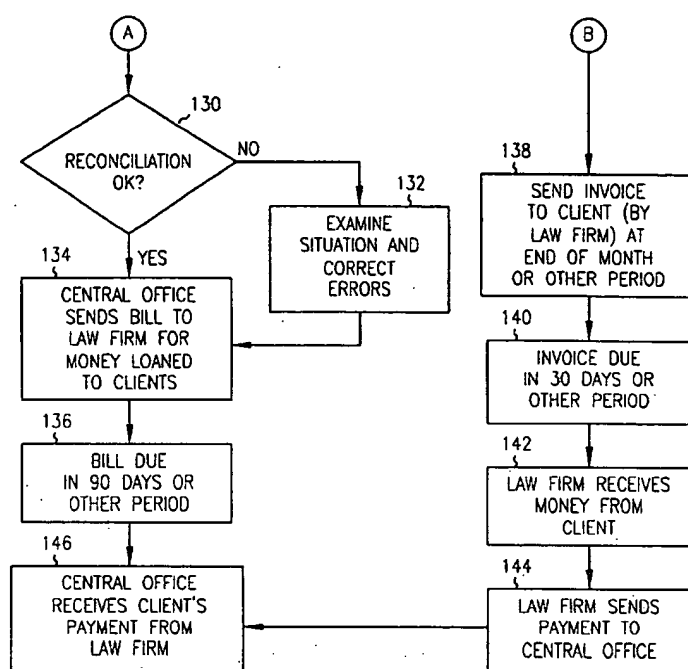 A
130
RECONCILIATION
OK?
NO
YES
132
EXAMINE
SITUATION AND
CORRECT
ERRORS
134
CENTRAL OFFICE
SENDS BILL TO
LAW FIRM FOR
MONEY LOANED
TO CLIENTS
136
BILL DUE
IN 90 DAYS OR
OTHER PERIOD
146
CENTRAL OFFICE
RECEIVES CLIENT'S
PAYMENT FROM
LAW FIRM
B
138
SEND INVOICE
TO CLIENT (BY
LAW FIRM) AT
END OF MONTH
OR OTHER PERIOD
140
INVOICE DUE
IN 30 DAYS OR
OTHER PERIOD
142
LAW FIRM RECEIVES
MONEY FROM
CLIENT
144
LAW FIRM SENDS
PAYMENT TO
CENTRAL OFFICE